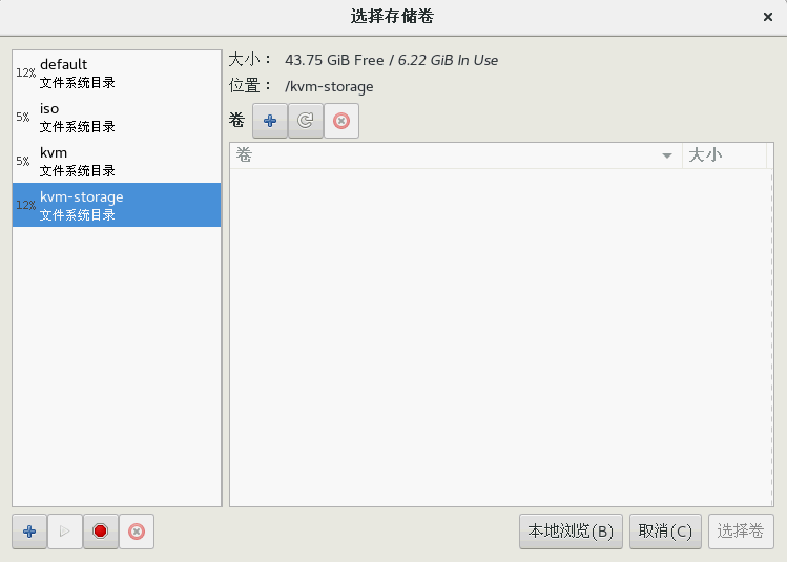 选择存储卷
12% default
文件系统目录
5% iso
文件系统目录
5% kvm
文件系统目录
12% kvm-storage
文件系统目录
大小： 43.75 GiB Free / 6.22 GiB In Use
位置： /kvm-storage
卷
卷 大小
本地浏览(B) 取消(C) 选择卷